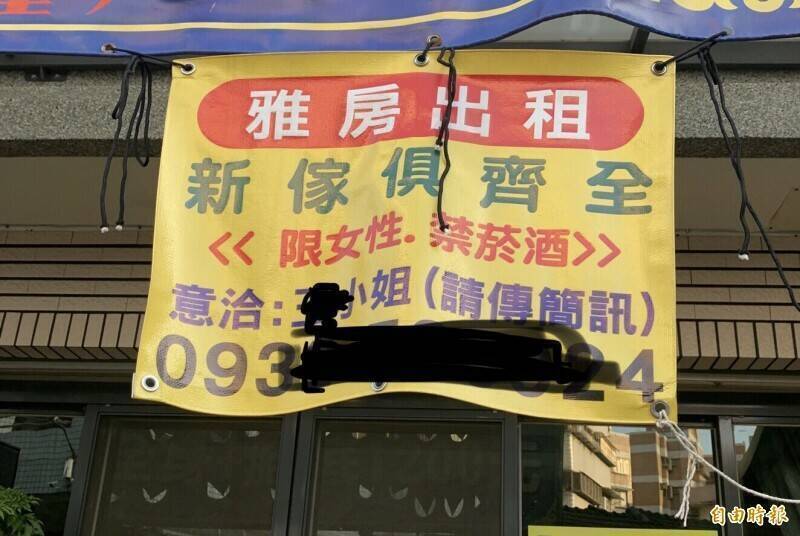 雅房出租
新傢俱齊全
<< 限女性.禁菸酒>>
意洽: 小姐(請傳簡訊)
093 24
自由時報